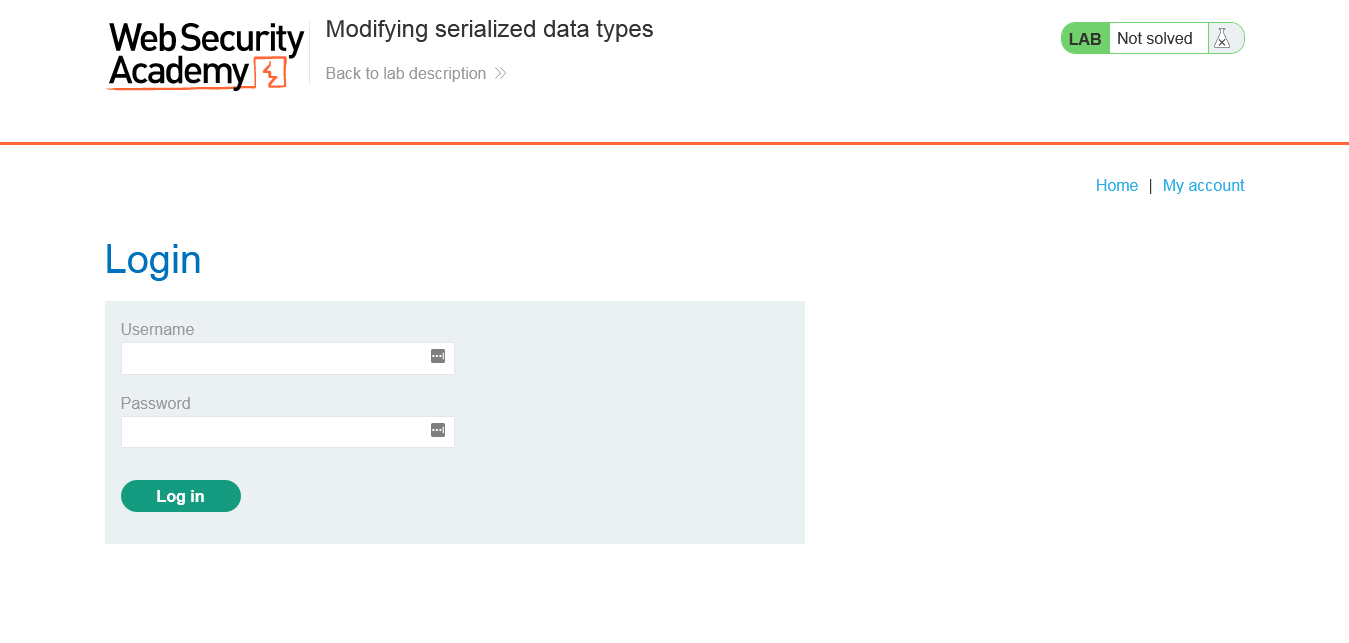 Web Security
Academy
Modifying serialized data types
Back to lab description
LAB Not solved
Home | My account
Login
Username
Password
Log in